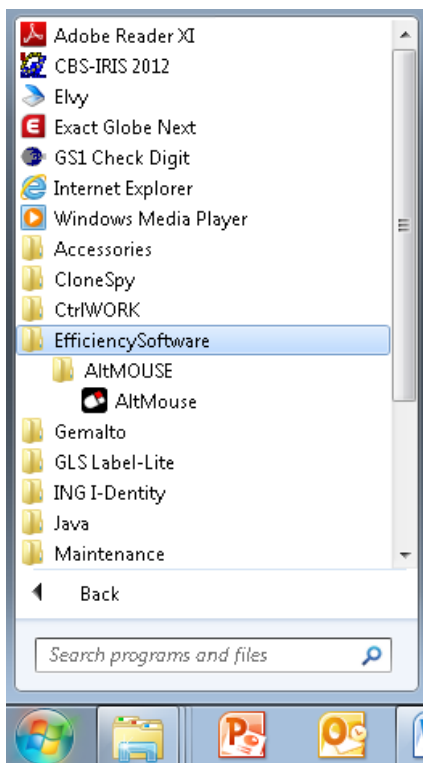 Adobe Reader XI
CBS-IRIS 2012
Elvy
Exact Globe Next
GS1 Check Digit
Internet Explorer
Windows Media Player
Accessories
CloneSpy
CtrlWORK
EfficiencySoftware
AltMOUSE
AltMouse
Gemalto
GLS Label-Lite
ING I-Dentity
Java
Maintenance
Back
Search programs and files